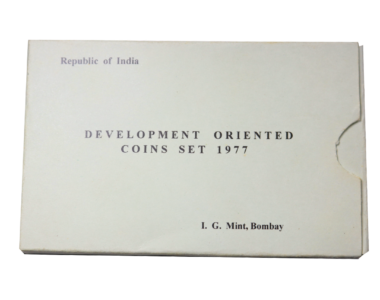 Republic of India
DEVELOPMENT ORIENTED
COINS SET 1977
I. G. Mint, Bombay